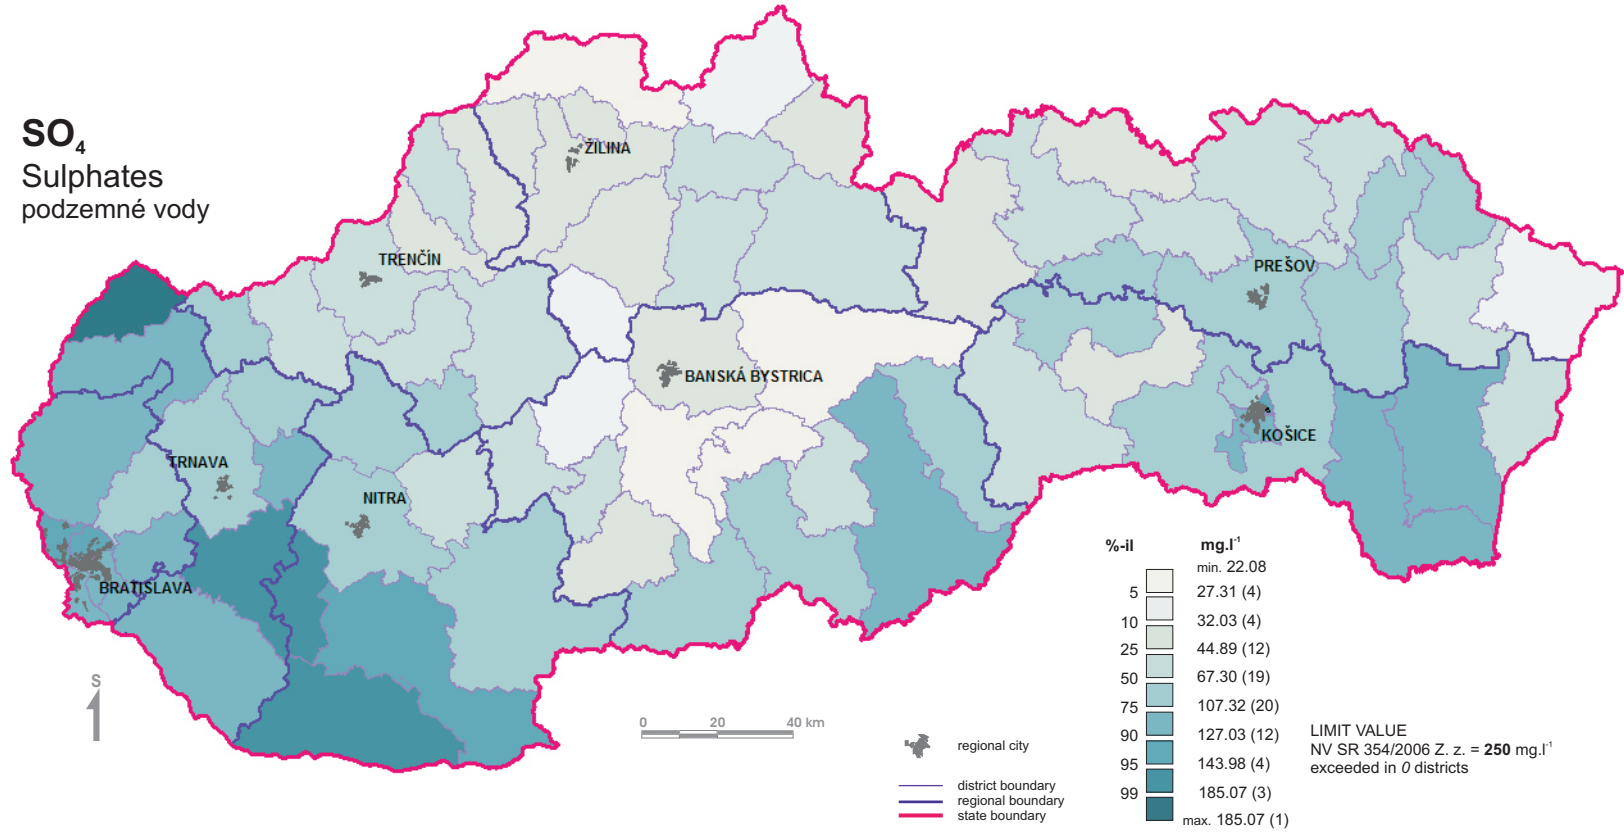 SO₄
Sulphates
podzemné vody
ŽILINA
TRENČÍN
PREŠOV
BANSKÁ BYSTRICA
KOŠICE
TRNAVA
NITRA
BRATISLAVA
S
0 20 40 km
regional city
district boundary
regional boundary
state boundary
%-il mg.l⁻¹
min. 22.08
5 27.31 (4)
10 32.03 (4)
25 44.89 (12)
50 67.30 (19)
75 107.32 (20)
90 127.03 (12)
95 143.98 (4)
99 185.07 (3)
max. 185.07 (1)
LIMIT VALUE
NV SR 354/2006 Z. z. = 250 mg.l⁻¹
exceeded in 0 districts